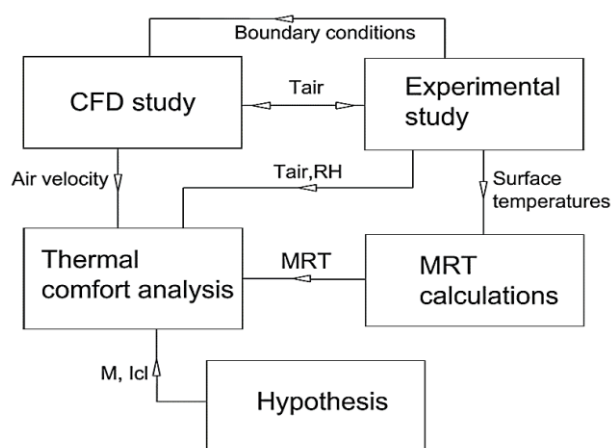 Boundary conditions
CFD study
Tair
Experimental
study
Air velocity
Tair,RH
Surface
temperatures
Thermal
comfort analysis
MRT
MRT
calculations
M, Icl
Hypothesis